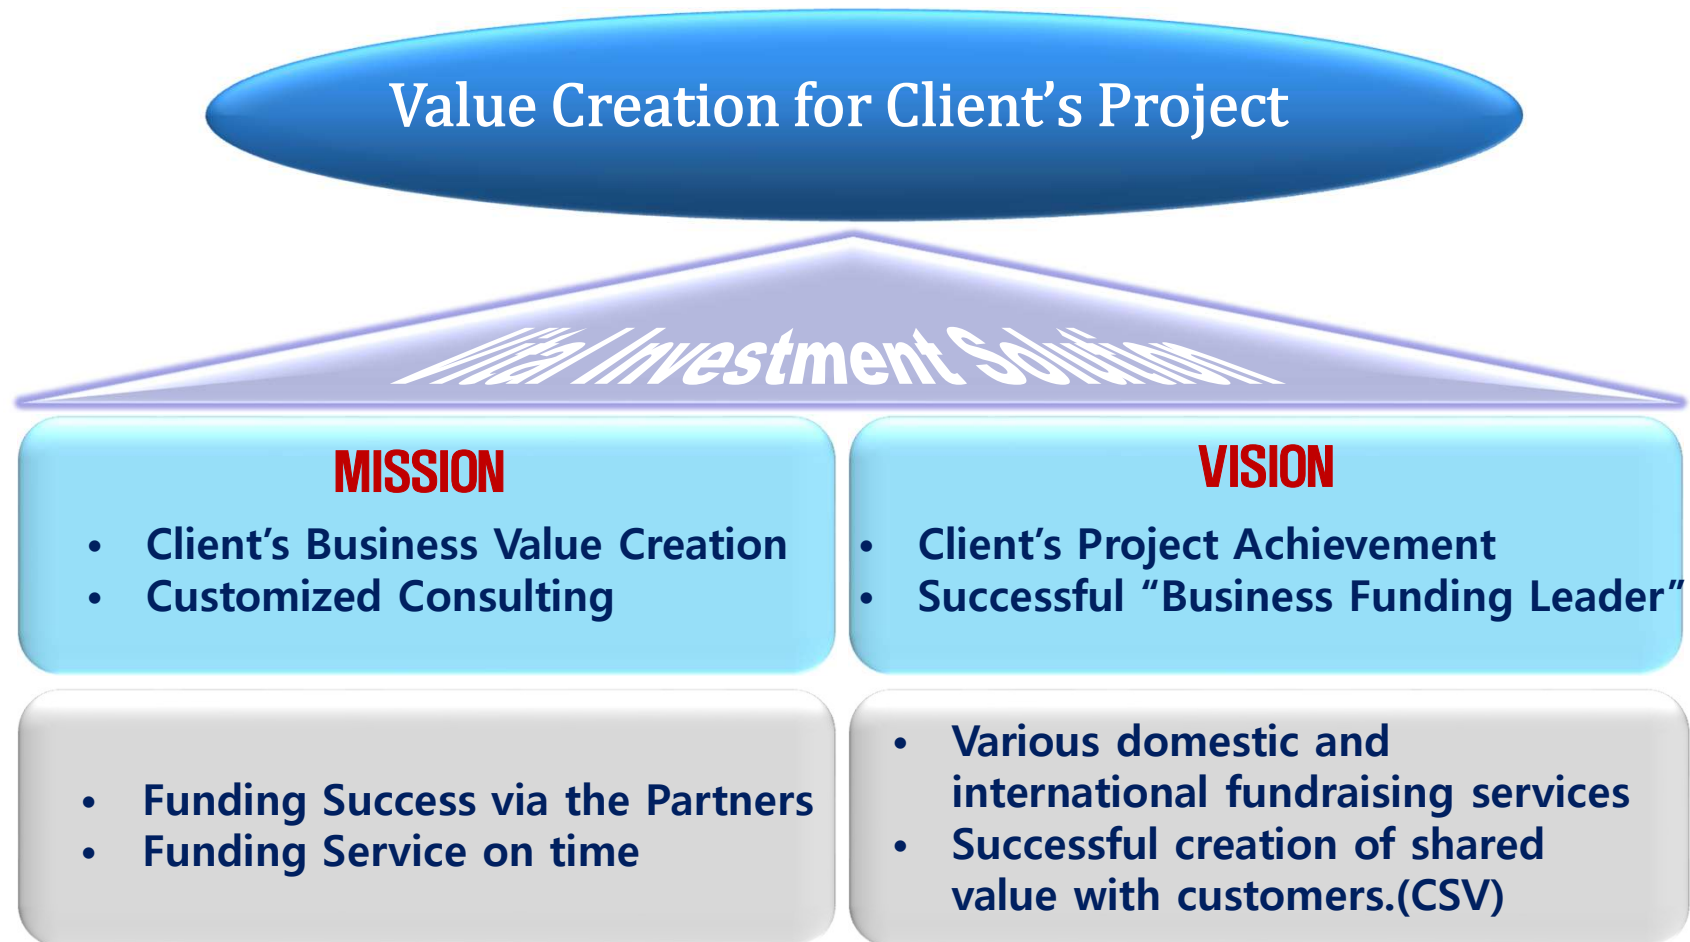 Value Creation for Client’s Project
Vital Investment Solution
MISSION
• Client’s Business Value Creation
• Customized Consulting
VISION
• Client’s Project Achievement
• Successful “Business Funding Leader”
• Funding Success via the Partners
• Funding Service on time
• Various domestic and
international fundraising services
• Successful creation of shared
value with customers.(CSV)